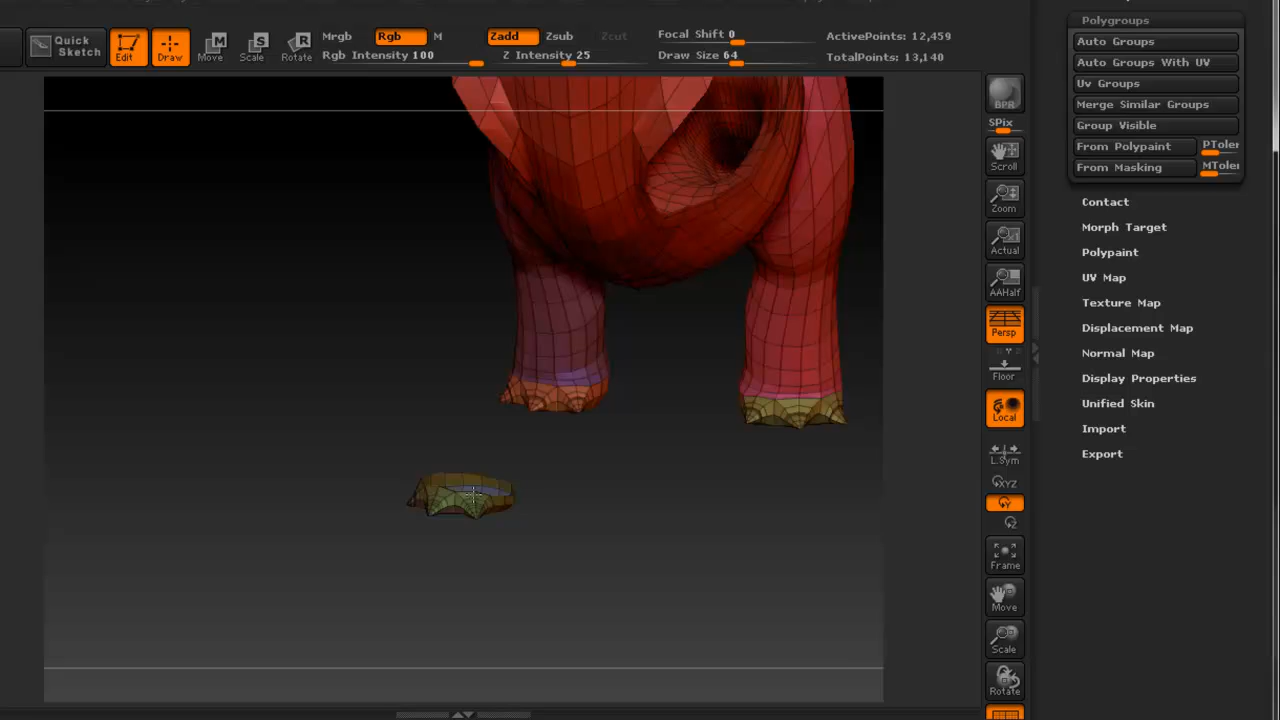 Quick
Sketch
Edit
Draw
Move
Scale
Rotate
Mrgb
Rgb
M
Rgb Intensity 100
Zadd
Zsub
Zcut
Z Intensity 25
Focal Shift 0
Draw Size 64
ActivePoints: 12,459
TotalPoints: 13,140
BPR
SPix
Scroll
Zoom
Actual
AAHalf
Persp
Floor
Local
L.Sym
XYZ
Y
Z
Frame
Move
Scale
Rotate
Polygroups
Auto Groups
Auto Groups With UV
Uv Groups
Merge Similar Groups
Group Visible
From Polypaint
PToler
From Masking
MToler
Contact
Morph Target
Polypaint
UV Map
Texture Map
Displacement Map
Normal Map
Display Properties
Unified Skin
Import
Export